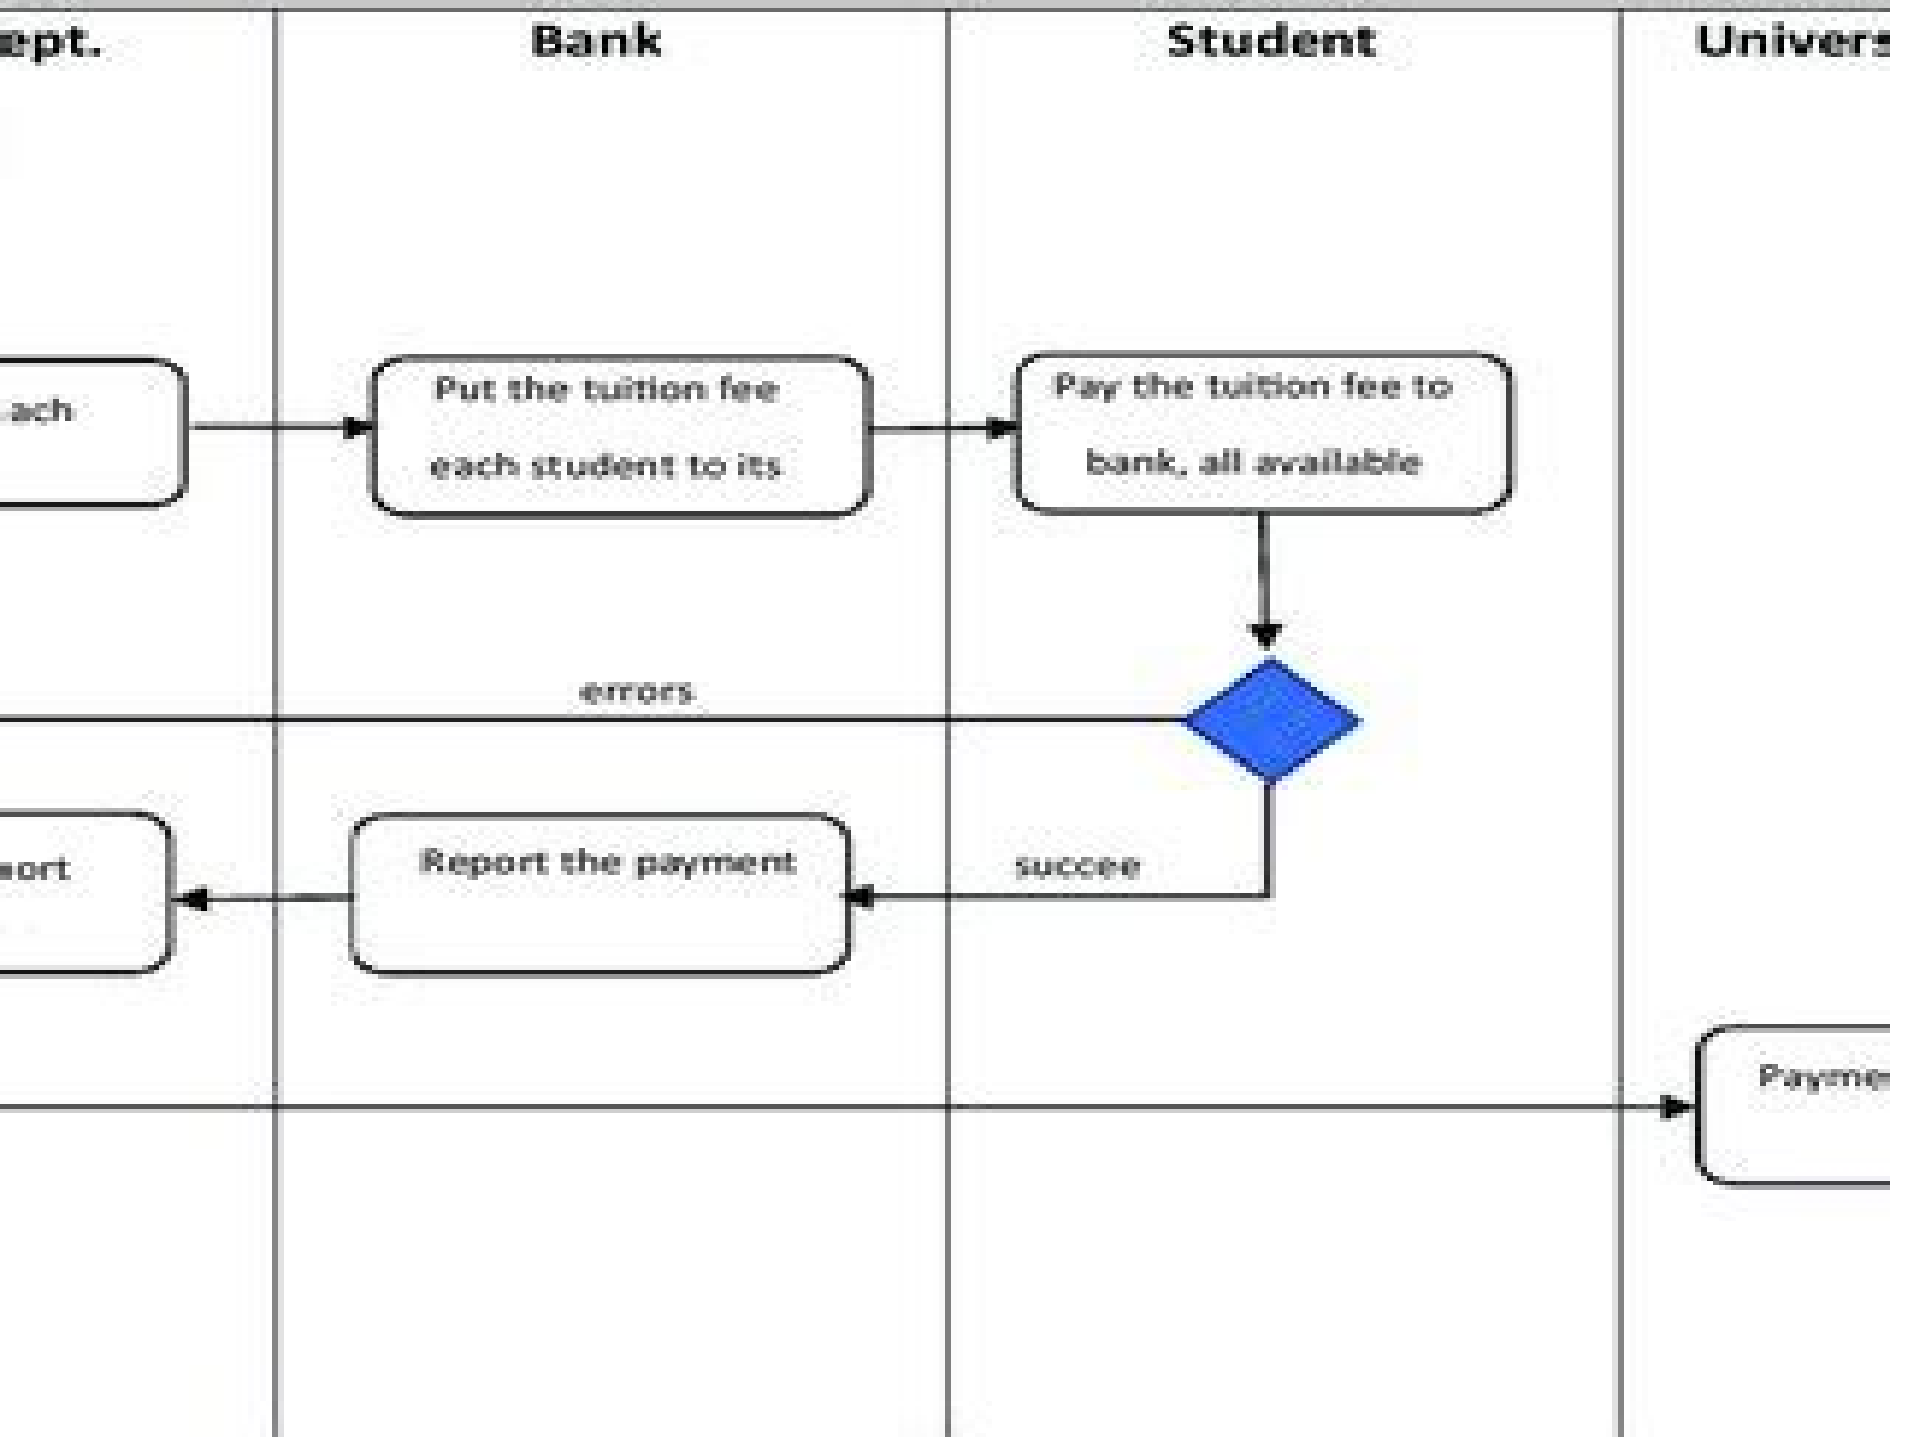 ept.
Bank
Student
Univers
ach
Put the tuition fee
each student to its
Pay the tuition fee to
bank, all available
errors
Report the payment
succee
Payme